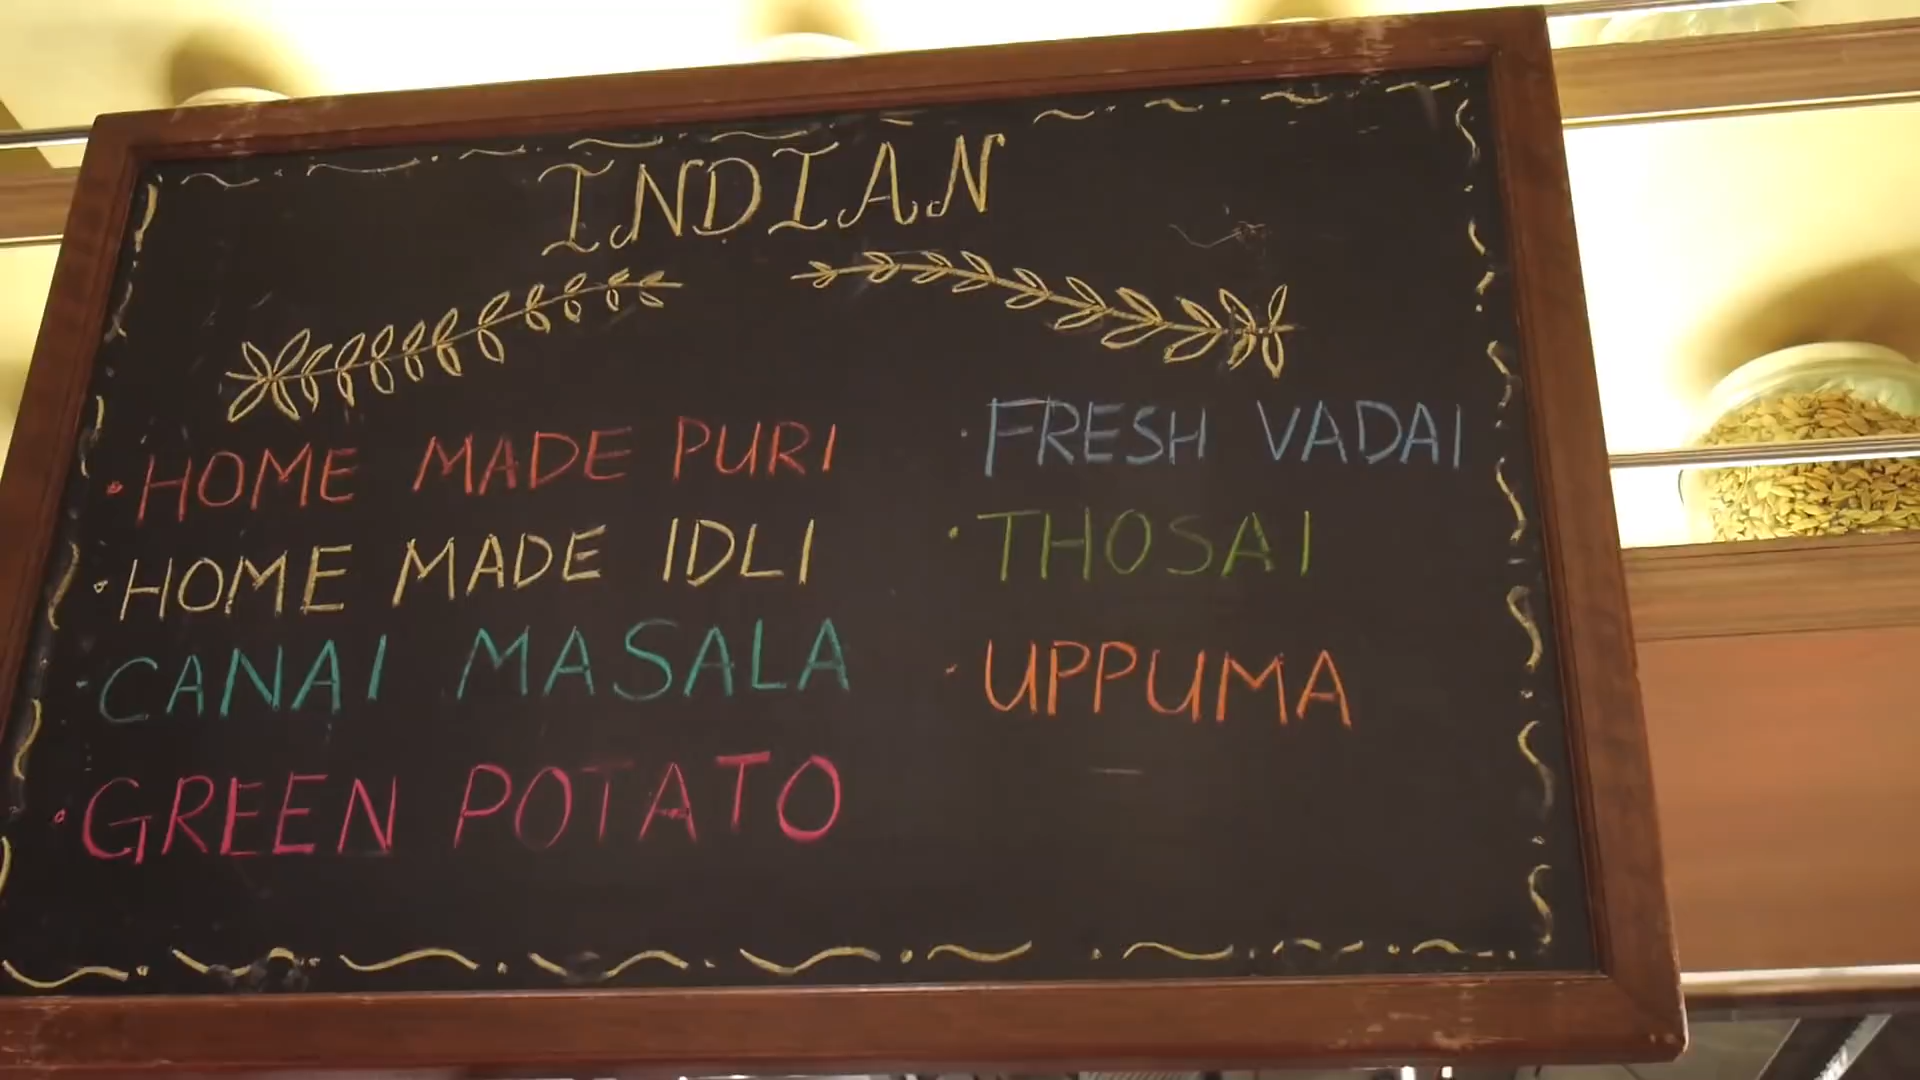 INDIAN
· HOME MADE PURI
· HOME MADE IDLI
· CANAI MASALA
· GREEN POTATO
· FRESH VADAI
· THOSAI
· UPPUMA